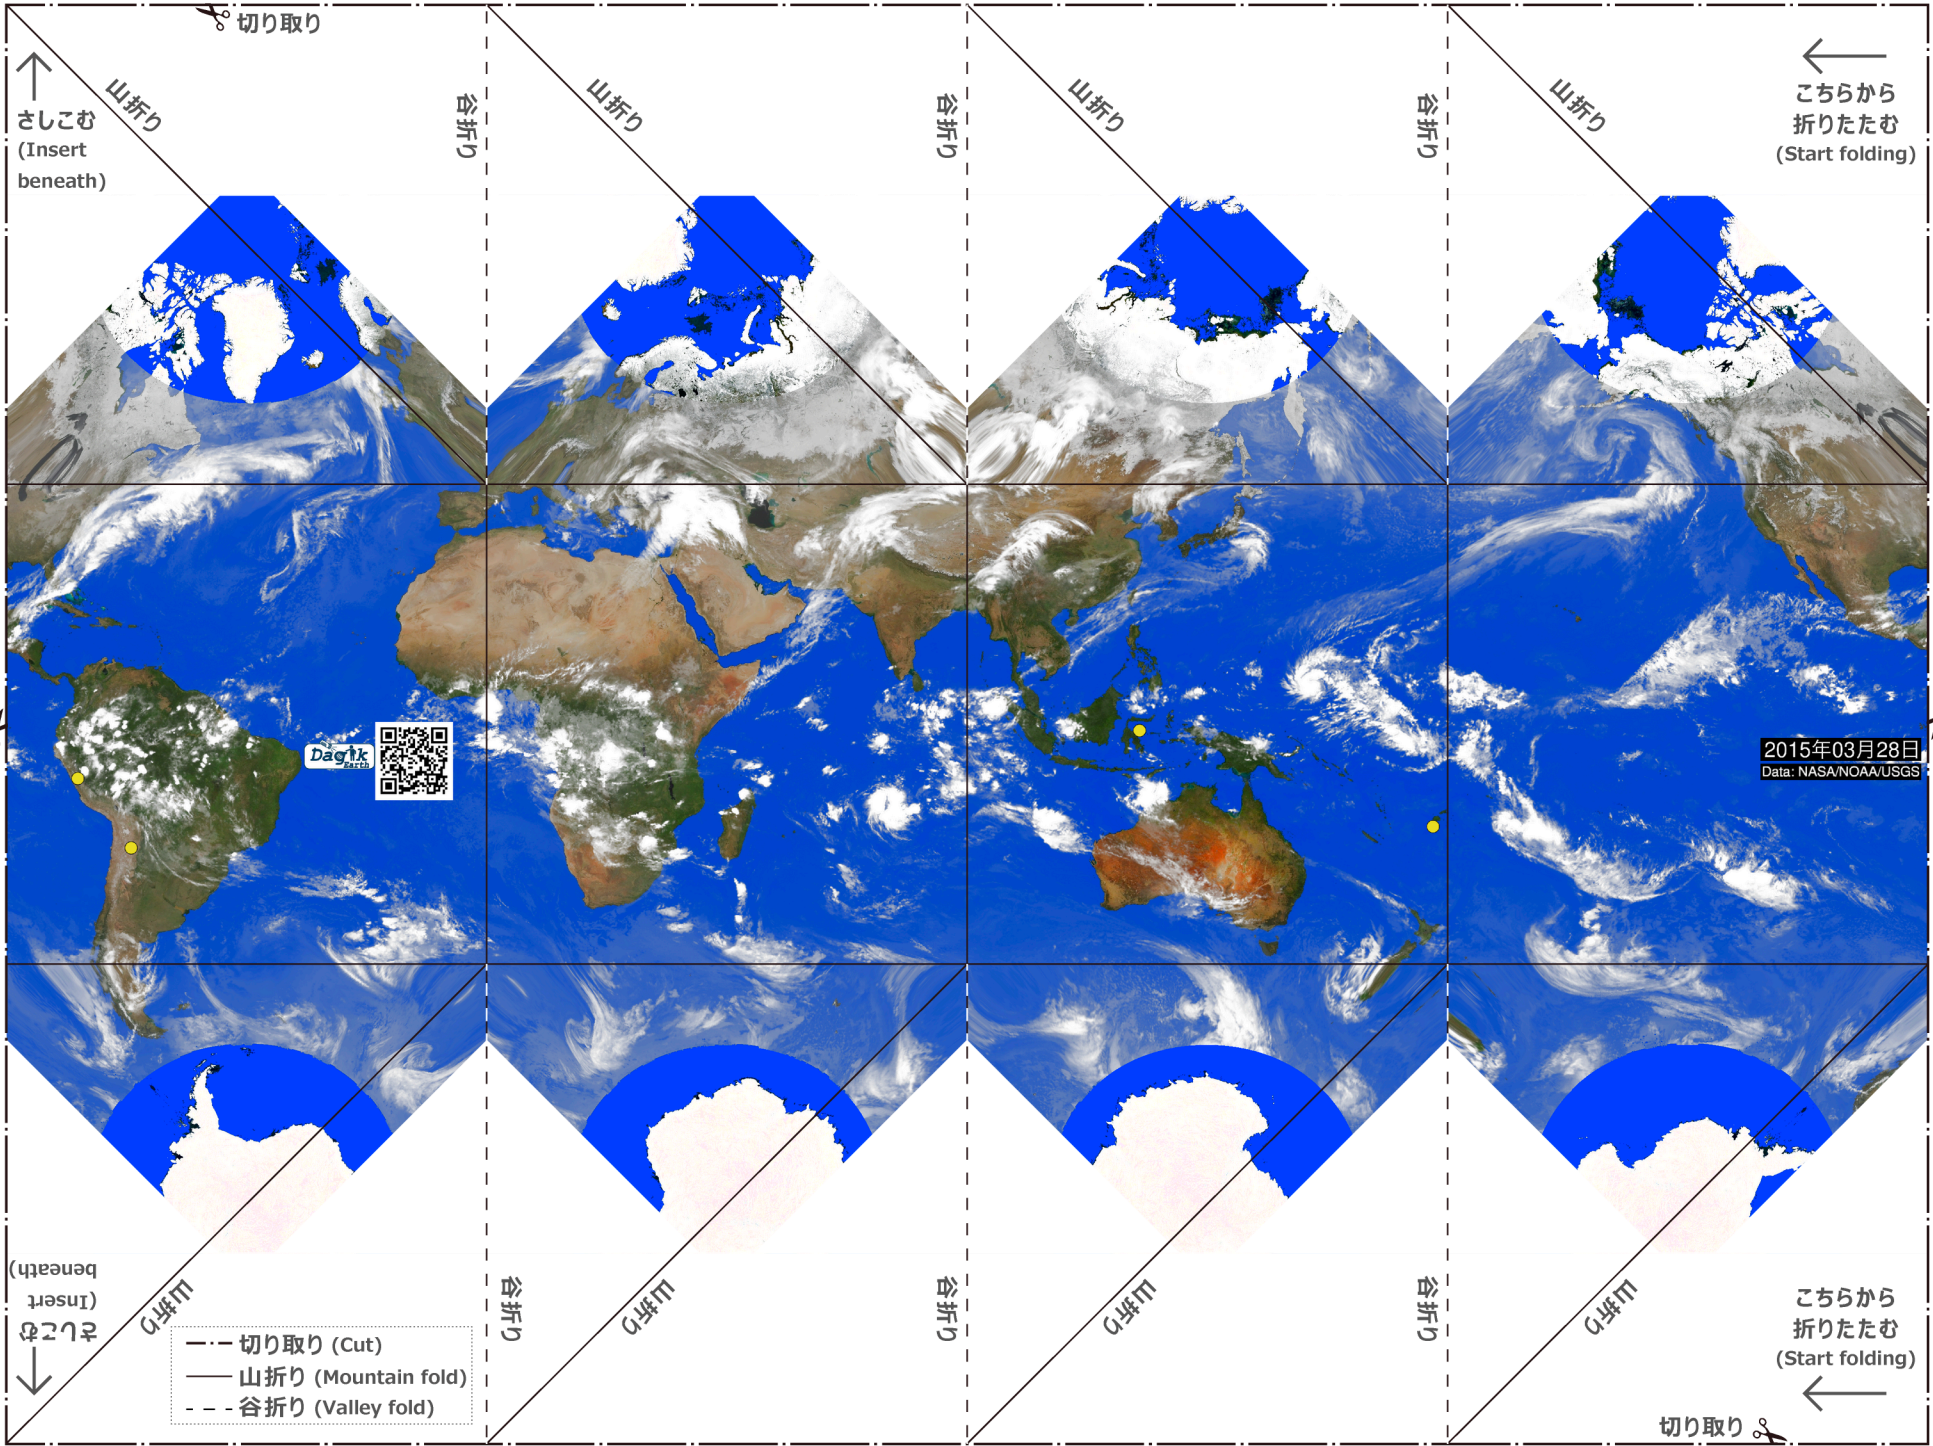 切り取り
山折り
谷折り
山折り
谷折り
山折り
谷折り
山折り
さしこむ
(Insert
beneath)
こちらから
折りたたむ
(Start folding)
Dagik
Earth
2015年03月28日
Data: NASA/NOAA/USGS
さしこむ
(Insert
beneath)
山折り
谷折り
山折り
谷折り
山折り
谷折り
山折り
切り取り (Cut)
山折り (Mountain fold)
谷折り (Valley fold)
こちらから
折りたたむ
(Start folding)
切り取り